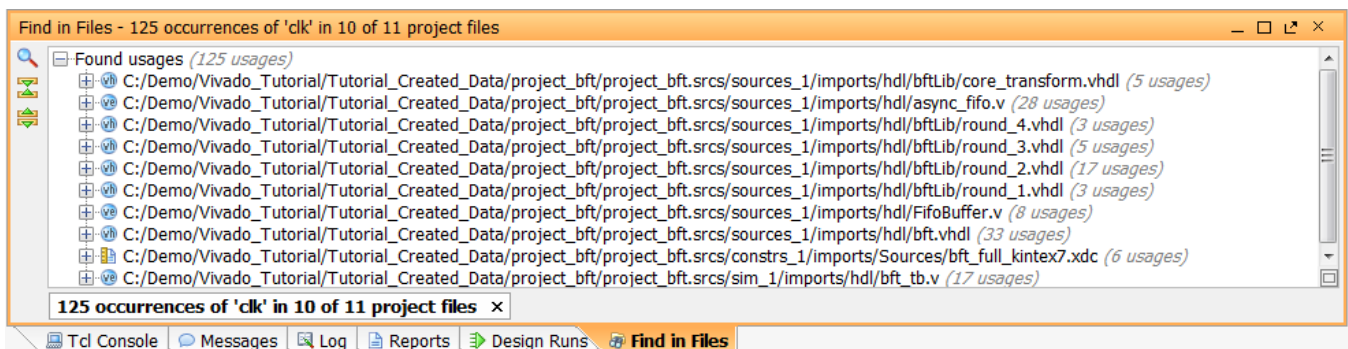 Find in Files - 125 occurrences of 'clk' in 10 of 11 project files
Found usages (125 usages)
C:/Demo/Vivado_Tutorial/Tutorial_Created_Data/project_bft/project_bft.srcs/sources_1/imports/hdl/bftLib/core_transform.vhdl (5 usages)
C:/Demo/Vivado_Tutorial/Tutorial_Created_Data/project_bft/project_bft.srcs/sources_1/imports/hdl/async_fifo.v (28 usages)
C:/Demo/Vivado_Tutorial/Tutorial_Created_Data/project_bft/project_bft.srcs/sources_1/imports/hdl/bftLib/round_4.vhdl (3 usages)
C:/Demo/Vivado_Tutorial/Tutorial_Created_Data/project_bft/project_bft.srcs/sources_1/imports/hdl/bftLib/round_3.vhdl (5 usages)
C:/Demo/Vivado_Tutorial/Tutorial_Created_Data/project_bft/project_bft.srcs/sources_1/imports/hdl/bftLib/round_2.vhdl (17 usages)
C:/Demo/Vivado_Tutorial/Tutorial_Created_Data/project_bft/project_bft.srcs/sources_1/imports/hdl/bftLib/round_1.vhdl (3 usages)
C:/Demo/Vivado_Tutorial/Tutorial_Created_Data/project_bft/project_bft.srcs/sources_1/imports/hdl/FifoBuffer.v (8 usages)
C:/Demo/Vivado_Tutorial/Tutorial_Created_Data/project_bft/project_bft.srcs/sources_1/imports/hdl/bft.vhdl (33 usages)
C:/Demo/Vivado_Tutorial/Tutorial_Created_Data/project_bft/project_bft.srcs/constrs_1/imports/Sources/bft_full_kintex7.xdc (6 usages)
C:/Demo/Vivado_Tutorial/Tutorial_Created_Data/project_bft/project_bft.srcs/sim_1/imports/hdl/bft_tb.v (17 usages)
125 occurrences of 'clk' in 10 of 11 project files
Tcl Console Messages Log Reports Design Runs Find in Files